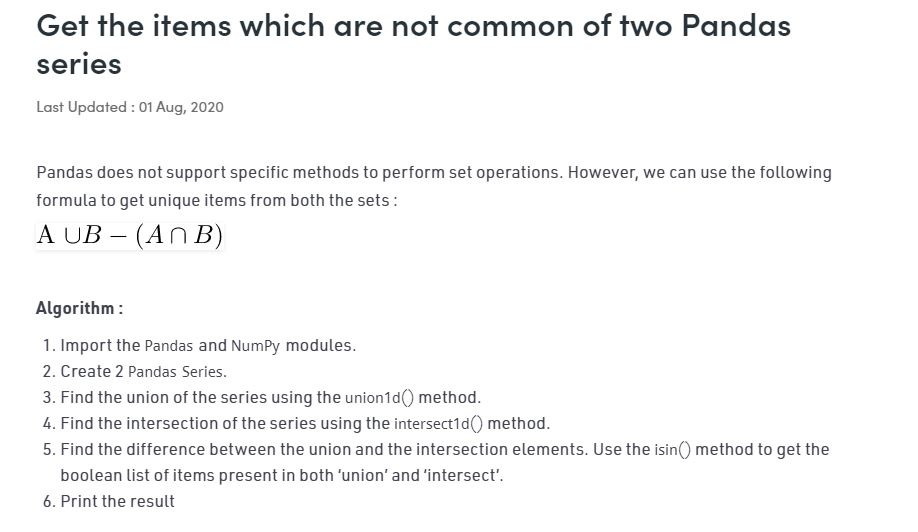 Get the items which are not common of two Pandas
series
Last Updated : 01 Aug, 2020
Pandas does not support specific methods to perform set operations. However, we can use the following
formula to get unique items from both the sets :
A ∪B − (A ∩ B)
Algorithm :
1. Import the Pandas and NumPy modules.
2. Create 2 Pandas Series.
3. Find the union of the series using the union1d() method.
4. Find the intersection of the series using the intersect1d() method.
5. Find the difference between the union and the intersection elements. Use the isin() method to get the
boolean list of items present in both ‘union’ and ‘intersect’.
6. Print the result